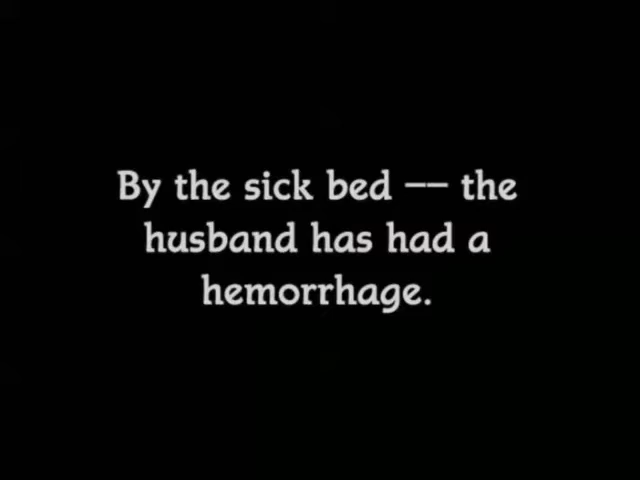 By the sick bed –– the
husband has had a
hemorrhage.